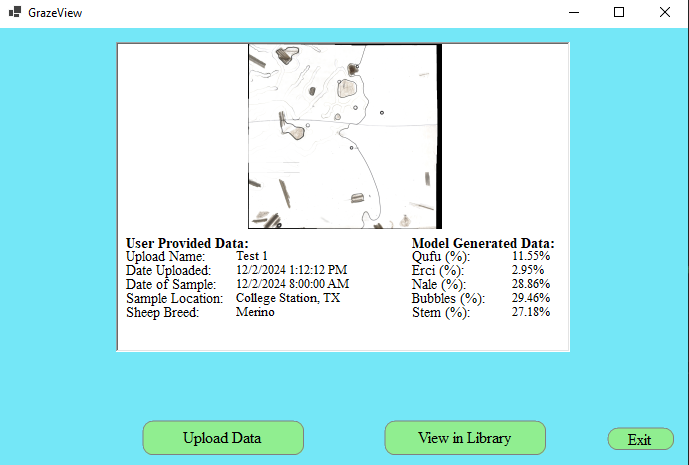 GrazeView
User Provided Data:
Upload Name: Test 1
Date Uploaded: 12/2/2024 1:12:12 PM
Date of Sample: 12/2/2024 8:00:00 AM
Sample Location: College Station, TX
Sheep Breed: Merino
Model Generated Data:
Qufu (%): 11.55%
Erci (%): 2.95%
Nale (%): 28.86%
Bubbles (%): 29.46%
Stem (%): 27.18%
Upload Data
View in Library
Exit